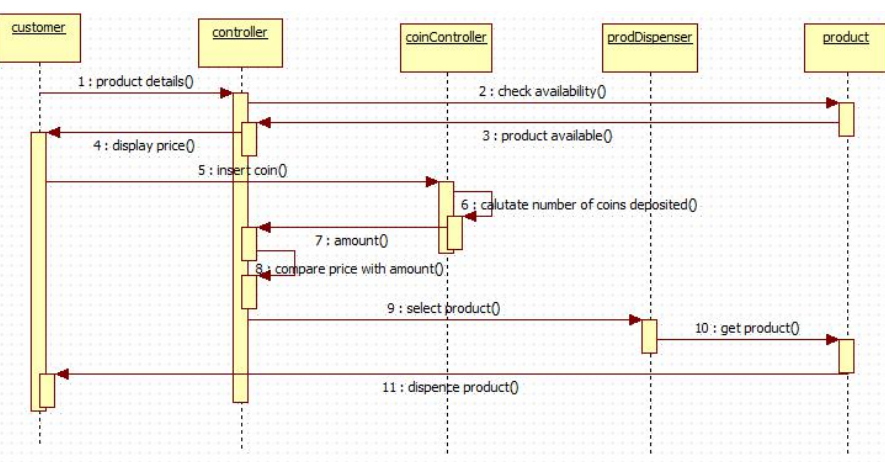 customer
controller
coinController
prodDispenser
product
1 : product details()
2 : check availability()
3 : product available()
4 : display price()
5 : insert coin()
6 : calutate number of coins deposited()
7 : amount()
8 : compare price with amount()
9 : select product()
10 : get product()
11 : dispence product()